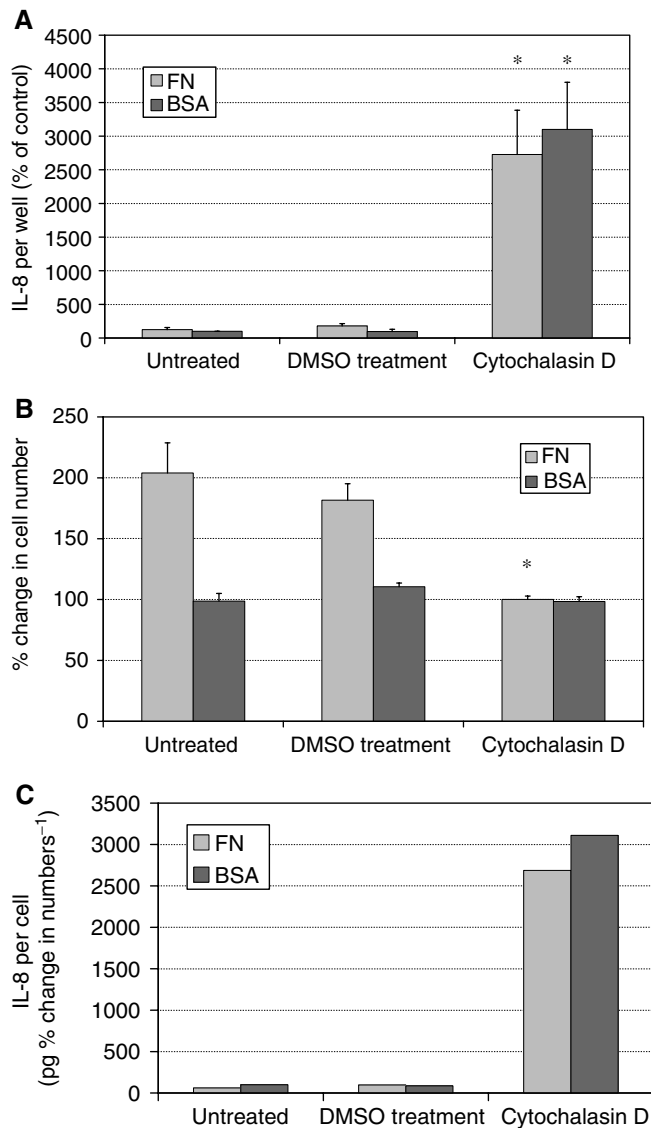 A
IL-8 per well (% of control)
4500
4000
3500
3000
2500
2000
1500
1000
500
0
FN
BSA
* *
Untreated DMSO treatment Cytochalasin D
B
% change in cell number
250
200
150
100
50
0
FN
BSA
*
Untreated DMSO treatment Cytochalasin D
C
IL-8 per cell
(pg % change in numbers⁻¹)
3500
3000
2500
2000
1500
1000
500
0
FN
BSA
Untreated DMSO treatment Cytochalasin D